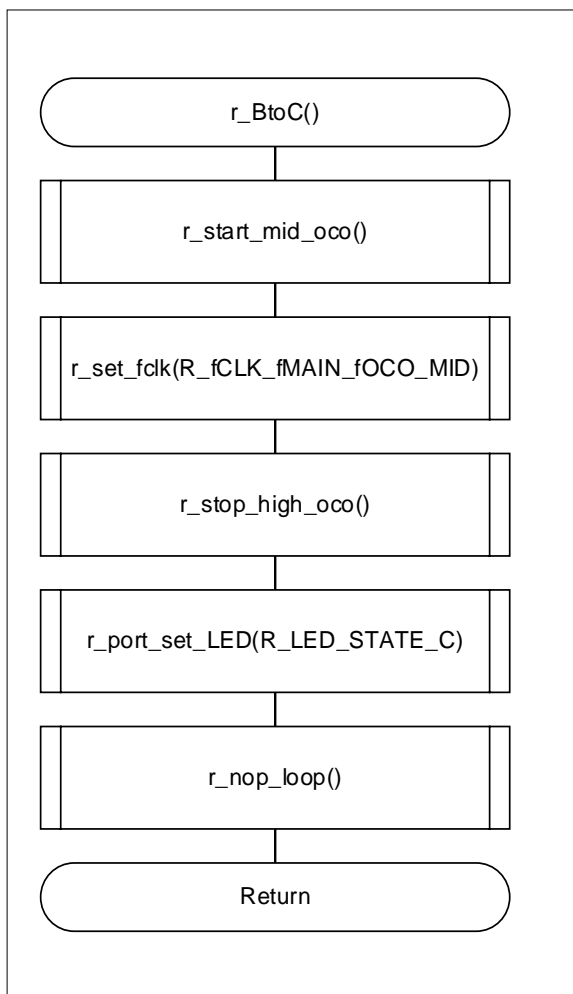 r_BtoC()
r_start_mid_oco()
r_set_fclk(R_fCLK_fMAIN_fOCO_MID)
r_stop_high_oco()
r_port_set_LED(R_LED_STATE_C)
r_nop_loop()
Return